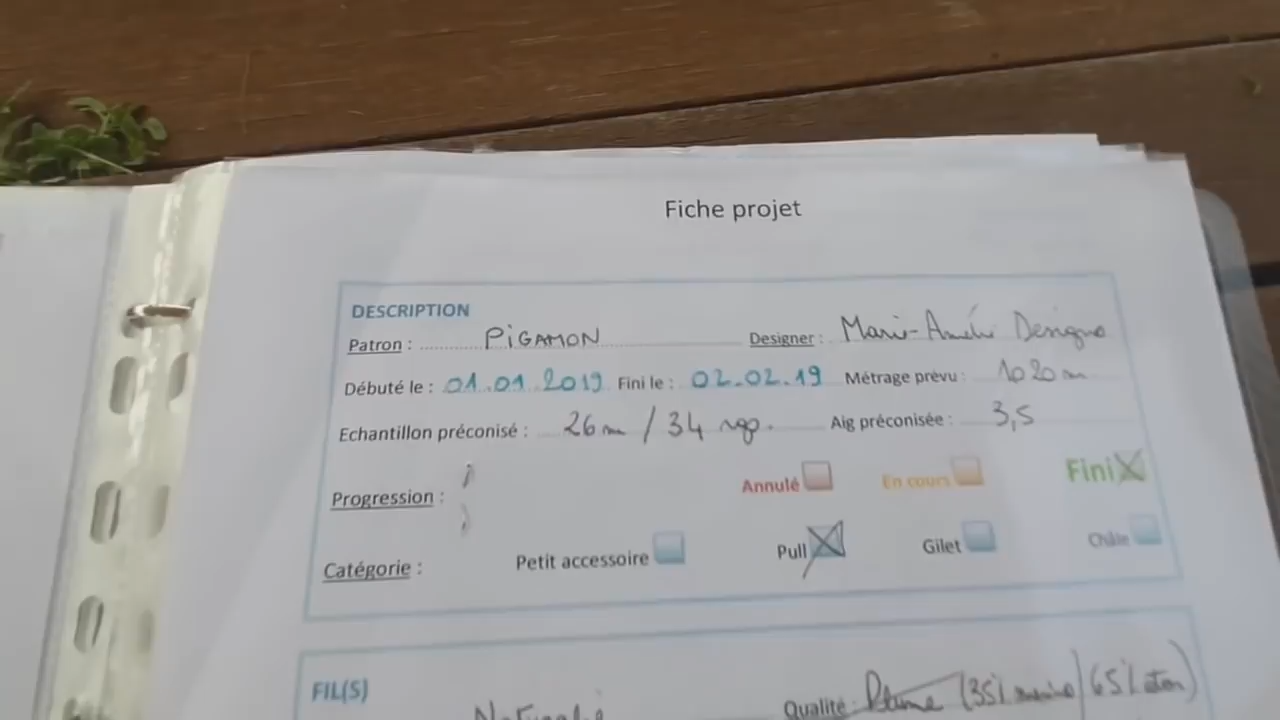 Fiche projet
DESCRIPTION
Patron : PiGAMON Designer : Marie-Amélie Designs
Débuté le : 01.01.2019 Fini le : 02.02.19 Métrage prévu : 1020 m
Echantillon préconisé : 26 m / 34 rgs. Aig préconisée : 3,5
Progression : Annulé En cours Fini
Catégorie : Petit accessoire Pull Gilet Châle
FIL(S)
Qualité : Plume (35% merino / 65% coton)